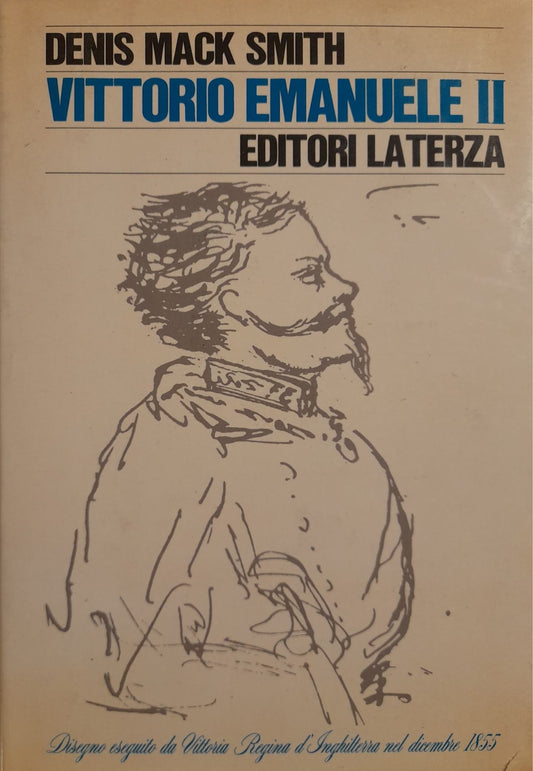 DENIS MACK SMITH
VITTORIO EMANUELE II
EDITORI LATERZA
Disegno eseguito da Vittoria Regina d'Inghilterra nel dicembre 1855